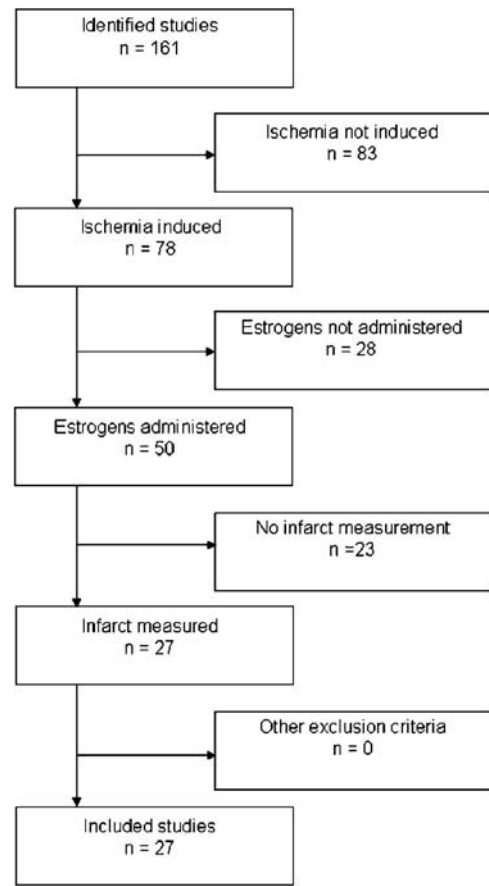 Identified studies
n = 161
Ischemia not induced
n = 83
Ischemia induced
n = 78
Estrogens not administered
n = 28
Estrogens administered
n = 50
No infarct measurement
n =23
Infarct measured
n = 27
Other exclusion criteria
n = 0
Included studies
n = 27